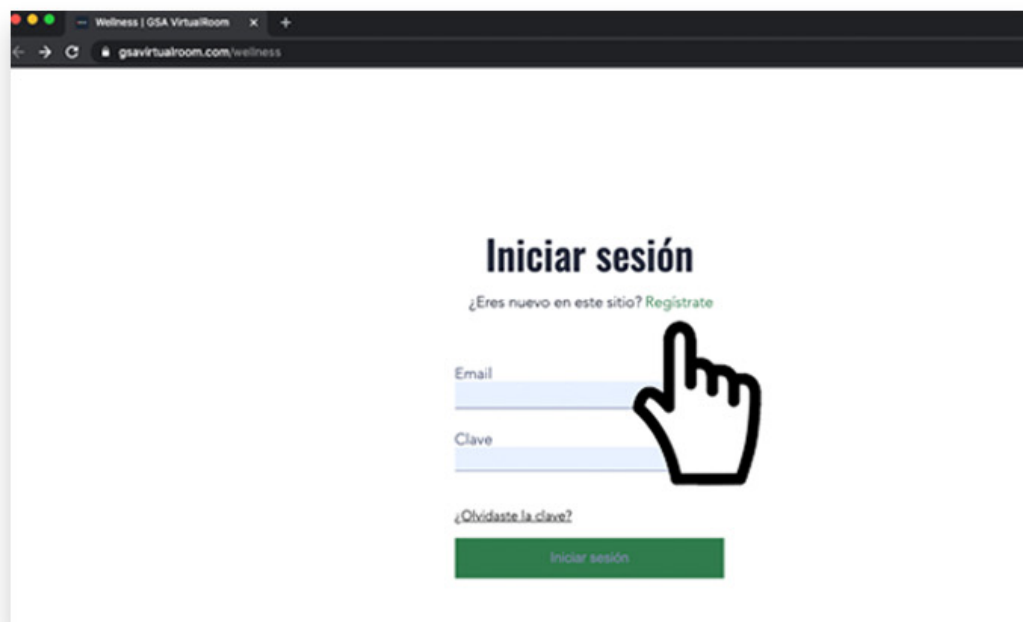 Wellness | GSA VirtualRoom
gsavirtualroom.com/wellness
Iniciar sesión
¿Eres nuevo en este sitio? Regístrate
Email
Clave
¿Olvidaste la clave?
Iniciar sesión